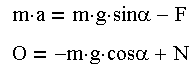 m·a = m·g·sinα − F
O = −m·g·cosα + N